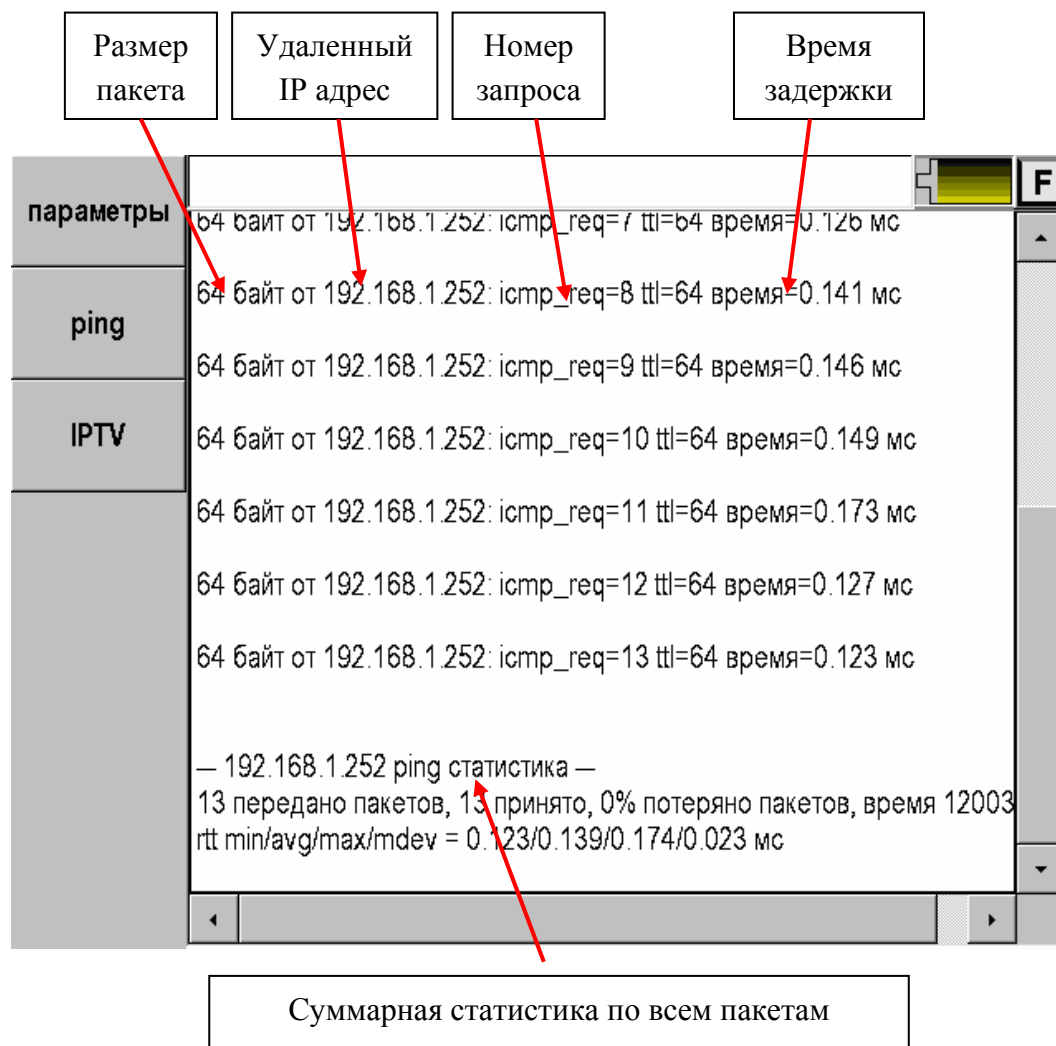 Размер пакета
Удаленный IP адрес
Номер запроса
Время задержки
F
параметры
ping
IPTV
64 байт от 192.168.1.252: icmp_req=7 ttl=64 время=0.126 мс
64 байт от 192.168.1.252: icmp_req=8 ttl=64 время=0.141 мс
64 байт от 192.168.1.252: icmp_req=9 ttl=64 время=0.146 мс
64 байт от 192.168.1.252: icmp_req=10 ttl=64 время=0.149 мс
64 байт от 192.168.1.252: icmp_req=11 ttl=64 время=0.173 мс
64 байт от 192.168.1.252: icmp_req=12 ttl=64 время=0.127 мс
64 байт от 192.168.1.252: icmp_req=13 ttl=64 время=0.123 мс
— 192.168.1.252 ping статистика —
13 передано пакетов, 13 принято, 0% потеряно пакетов, время 12003
rtt min/avg/max/mdev = 0.123/0.139/0.174/0.023 мс
Суммарная статистика по всем пакетам